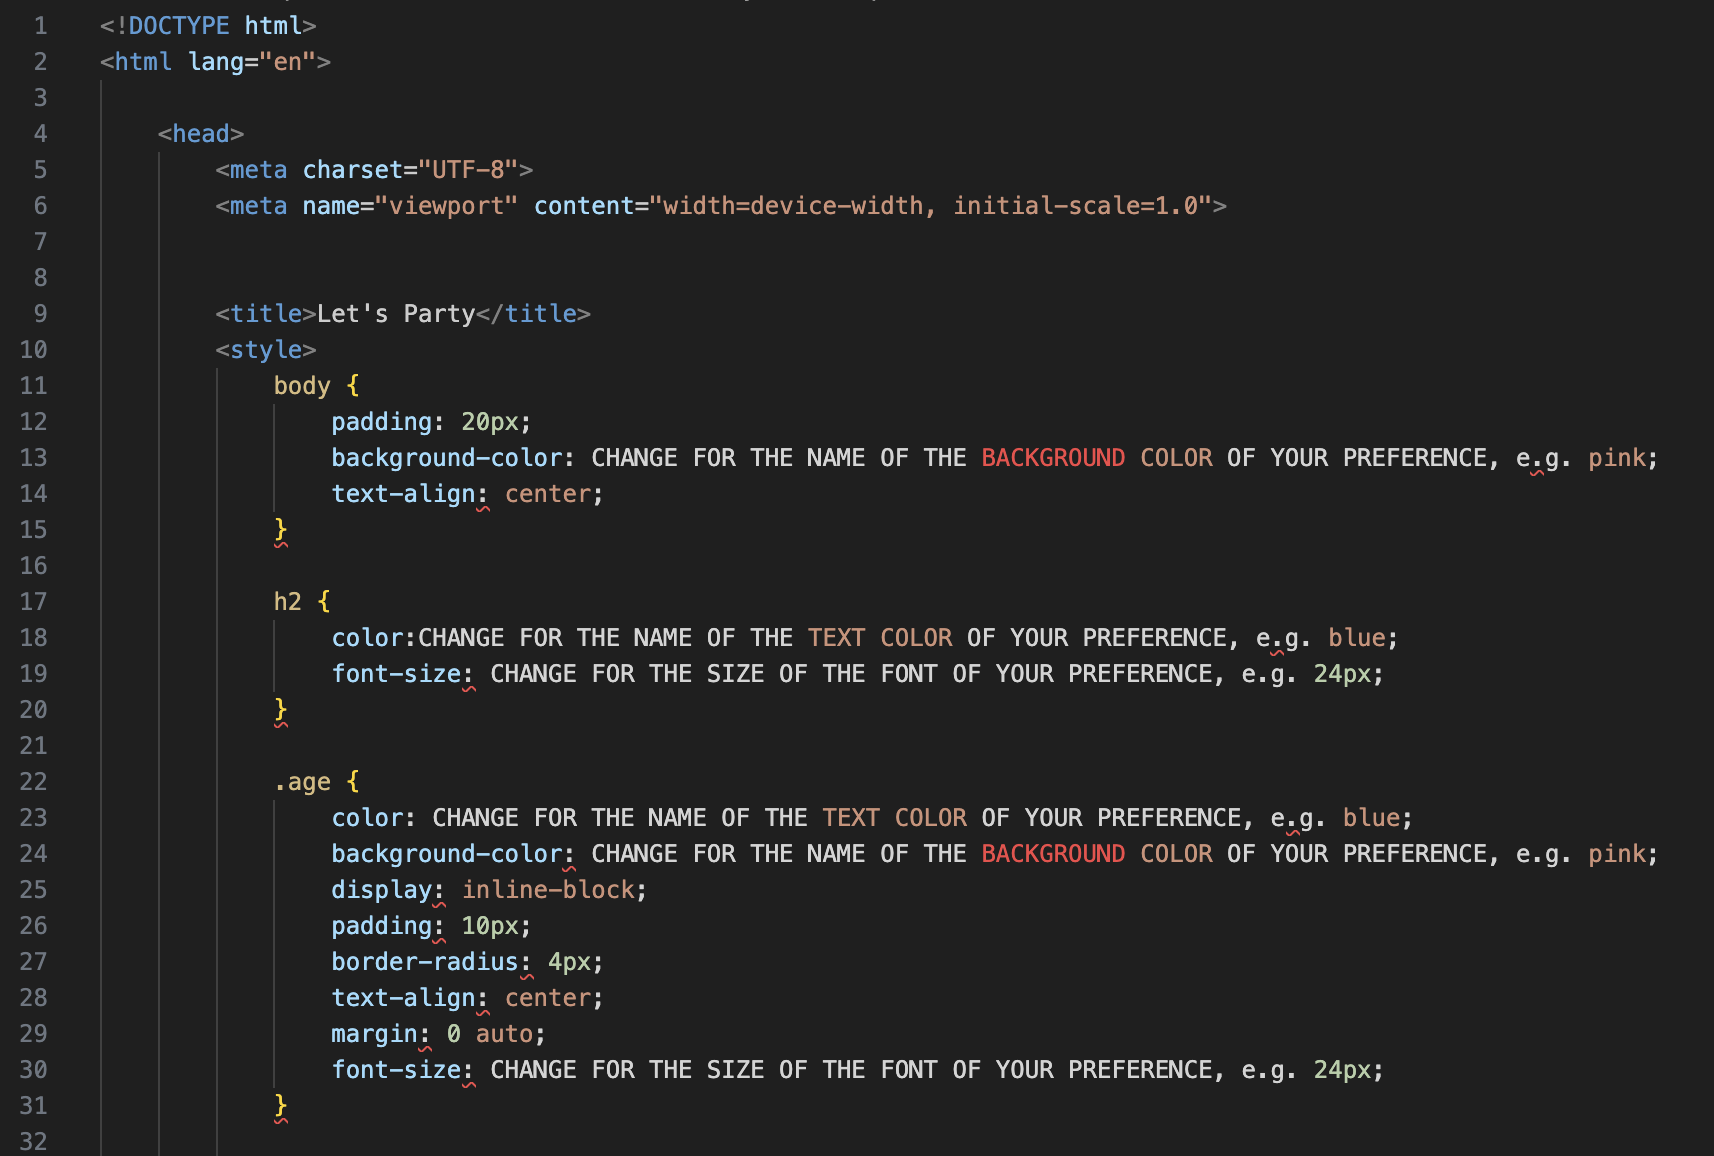 1 <!DOCTYPE html>
2 <html lang="en">
3
4 <head>
5 <meta charset="UTF-8">
6 <meta name="viewport" content="width=device-width, initial-scale=1.0">
7
8
9 <title>Let's Party</title>
10 <style>
11 body {
12 padding: 20px;
13 background-color: CHANGE FOR THE NAME OF THE BACKGROUND COLOR OF YOUR PREFERENCE, e.g. pink;
14 text-align: center;
15 }
16
17 h2 {
18 color:CHANGE FOR THE NAME OF THE TEXT COLOR OF YOUR PREFERENCE, e.g. blue;
19 font-size: CHANGE FOR THE SIZE OF THE FONT OF YOUR PREFERENCE, e.g. 24px;
20 }
21
22 .age {
23 color: CHANGE FOR THE NAME OF THE TEXT COLOR OF YOUR PREFERENCE, e.g. blue;
24 background-color: CHANGE FOR THE NAME OF THE BACKGROUND COLOR OF YOUR PREFERENCE, e.g. pink;
25 display: inline-block;
26 padding: 10px;
27 border-radius: 4px;
28 text-align: center;
29 margin: 0 auto;
30 font-size: CHANGE FOR THE SIZE OF THE FONT OF YOUR PREFERENCE, e.g. 24px;
31 }
32